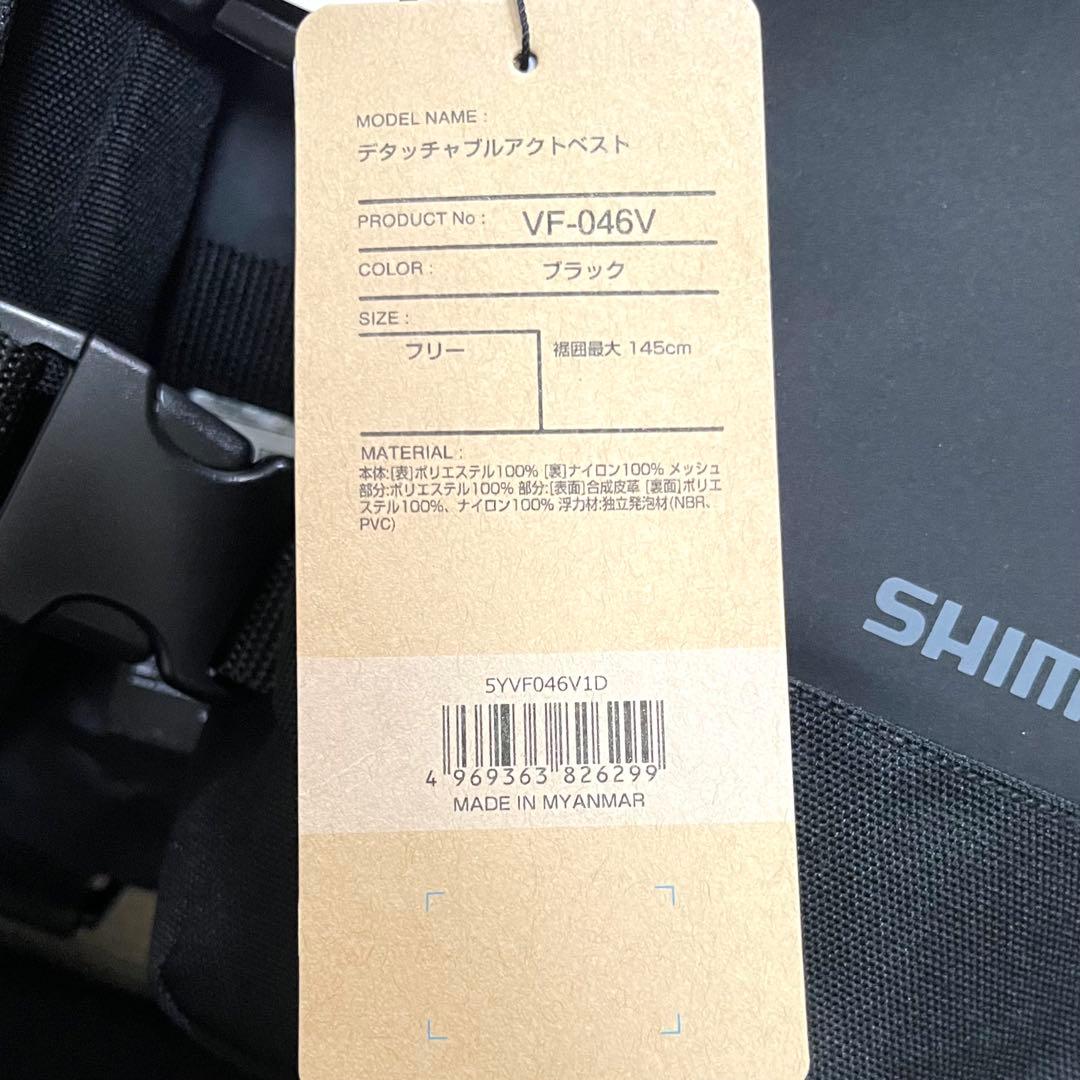 MODEL NAME :
デタッチャブルアクトベスト
PRODUCT No : VF-046V
COLOR : ブラック
SIZE :
フリー 裾囲最大 145cm
MATERIAL :
本体:[表]ポリエステル100% [裏]ナイロン100% メッシュ
部分:ポリエステル100% 部分:[表面]合成皮革 [裏面]ポリエ
ステル100%、ナイロン100% 浮力材:独立発泡材(NBR、
PVC)
5YVF046V1D
4 969363 826299
MADE IN MYANMAR
SHIM